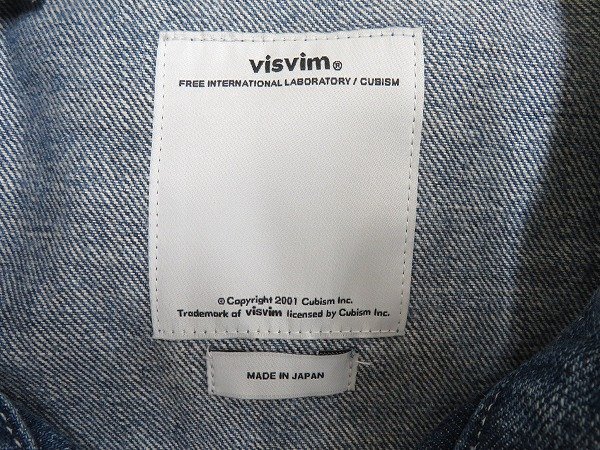 visvim®
FREE INTERNATIONAL LABORATORY / CUBISM
© Copyright 2001 Cubism Inc.
Trademark of visvim licensed by Cubism Inc.
MADE IN JAPAN